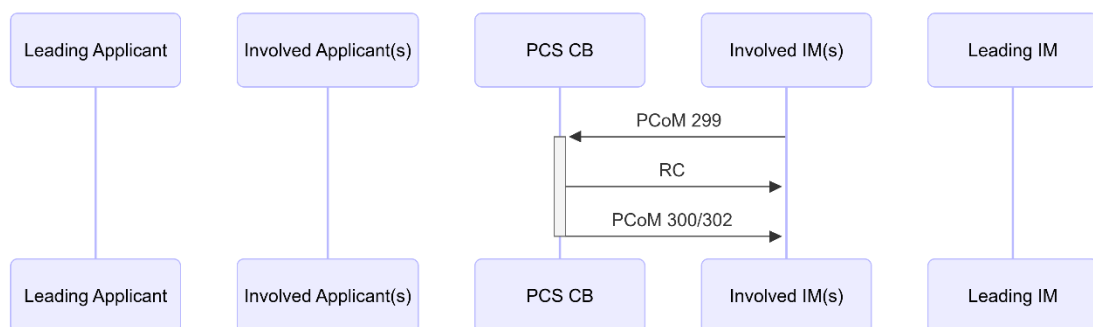 Leading Applicant
Involved Applicant(s)
PCS CB
Involved IM(s)
Leading IM
PCoM 299
RC
PCoM 300/302
Leading Applicant
Involved Applicant(s)
PCS CB
Involved IM(s)
Leading IM